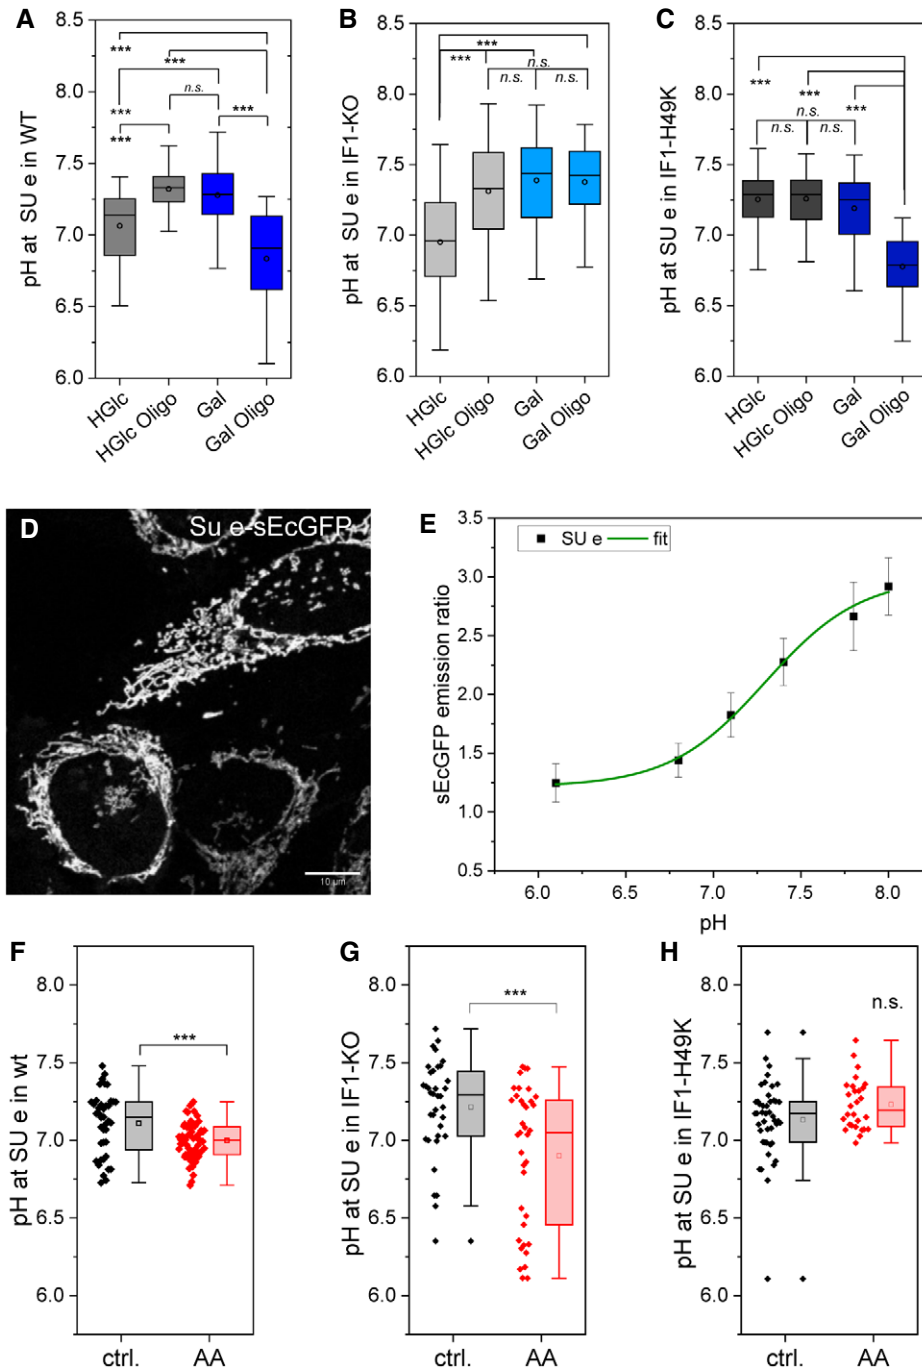 A
pH at SU e in WT
8.5
8.0
7.5
7.0
6.5
6.0
***
***
n.s.
***
***
***
HGlc
HGlc Oligo
Gal
Gal Oligo
B
pH at SU e in IF1-KO
8.5
8.0
7.5
7.0
6.5
6.0
***
***
n.s.
n.s.
n.s.
HGlc
HGlc Oligo
Gal
Gal Oligo
C
pH at SU e in IF1-H49K
8.5
8.0
7.5
7.0
6.5
6.0
***
***
***
n.s.
n.s.
n.s.
HGlc
HGlc Oligo
Gal
Gal Oligo
D
Su e-sEcGFP
10 µm
E
sEcGFP emission ratio
3.5
3.0
2.5
2.0
1.5
1.0
0.5
SU e
fit
6.0 6.5 7.0 7.5 8.0
pH
F
pH at SU e in wt
8.0
7.5
7.0
6.5
6.0
***
ctrl. AA
G
pH at SU e in IF1-KO
8.0
7.5
7.0
6.5
6.0
***
ctrl. AA
H
pH at SU e in IF1-H49K
8.0
7.5
7.0
6.5
6.0
n.s.
ctrl. AA